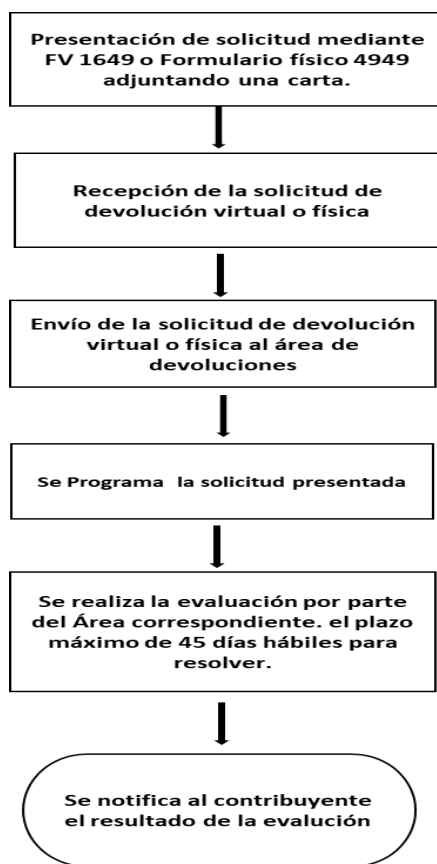 Presentación de solicitud mediante
FV 1649 o Formulario físico 4949
adjuntando una carta.
Recepción de la solicitud de
devolución virtual o física
Envío de la solicitud de devolución
virtual o física al área de
devoluciones
Se Programa la solicitud presentada
Se realiza la evaluación por parte
del Área correspondiente. el plazo
máximo de 45 días hábiles para
resolver.
Se notifica al contribuyente
el resultado de la evalución